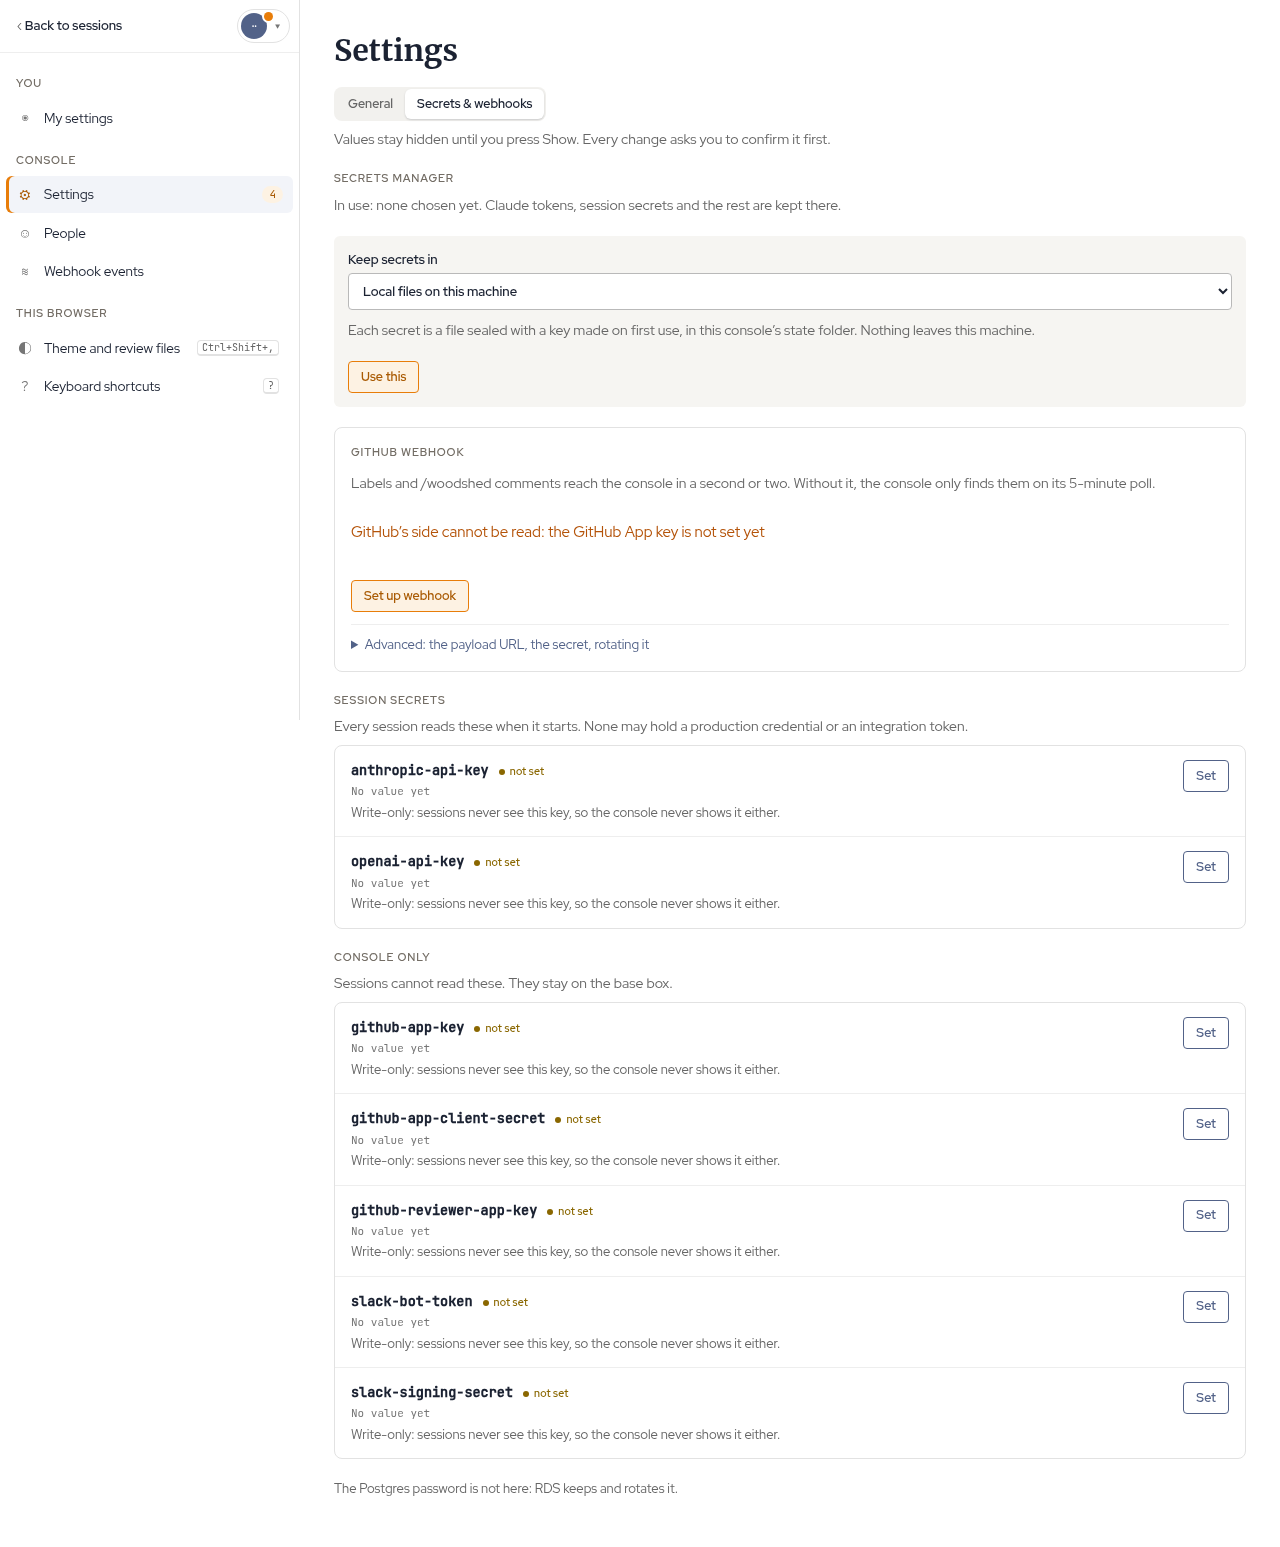 ‹ Back to sessions
YOU
My settings
CONSOLE
Settings 4
People
Webhook events
THIS BROWSER
Theme and review files Ctrl+Shift+,
? Keyboard shortcuts ?
Settings
General Secrets & webhooks
Values stay hidden until you press Show. Every change asks you to confirm it first.
SECRETS MANAGER
In use: none chosen yet. Claude tokens, session secrets and the rest are kept there.
Keep secrets in
Local files on this machine
Each secret is a file sealed with a key made on first use, in this console's state folder. Nothing leaves this machine.
Use this
GITHUB WEBHOOK
Labels and /woodshed comments reach the console in a second or two. Without it, the console only finds them on its 5-minute poll.
GitHub's side cannot be read: the GitHub App key is not set yet
Set up webhook
Advanced: the payload URL, the secret, rotating it
SESSION SECRETS
Every session reads these when it starts. None may hold a production credential or an integration token.
anthropic-api-key not set Set
No value yet
Write-only: sessions never see this key, so the console never shows it either.
openai-api-key not set Set
No value yet
Write-only: sessions never see this key, so the console never shows it either.
CONSOLE ONLY
Sessions cannot read these. They stay on the base box.
github-app-key not set Set
No value yet
Write-only: sessions never see this key, so the console never shows it either.
github-app-client-secret not set Set
No value yet
Write-only: sessions never see this key, so the console never shows it either.
github-reviewer-app-key not set Set
No value yet
Write-only: sessions never see this key, so the console never shows it either.
slack-bot-token not set Set
No value yet
Write-only: sessions never see this key, so the console never shows it either.
slack-signing-secret not set Set
No value yet
Write-only: sessions never see this key, so the console never shows it either.
The Postgres password is not here: RDS keeps and rotates it.